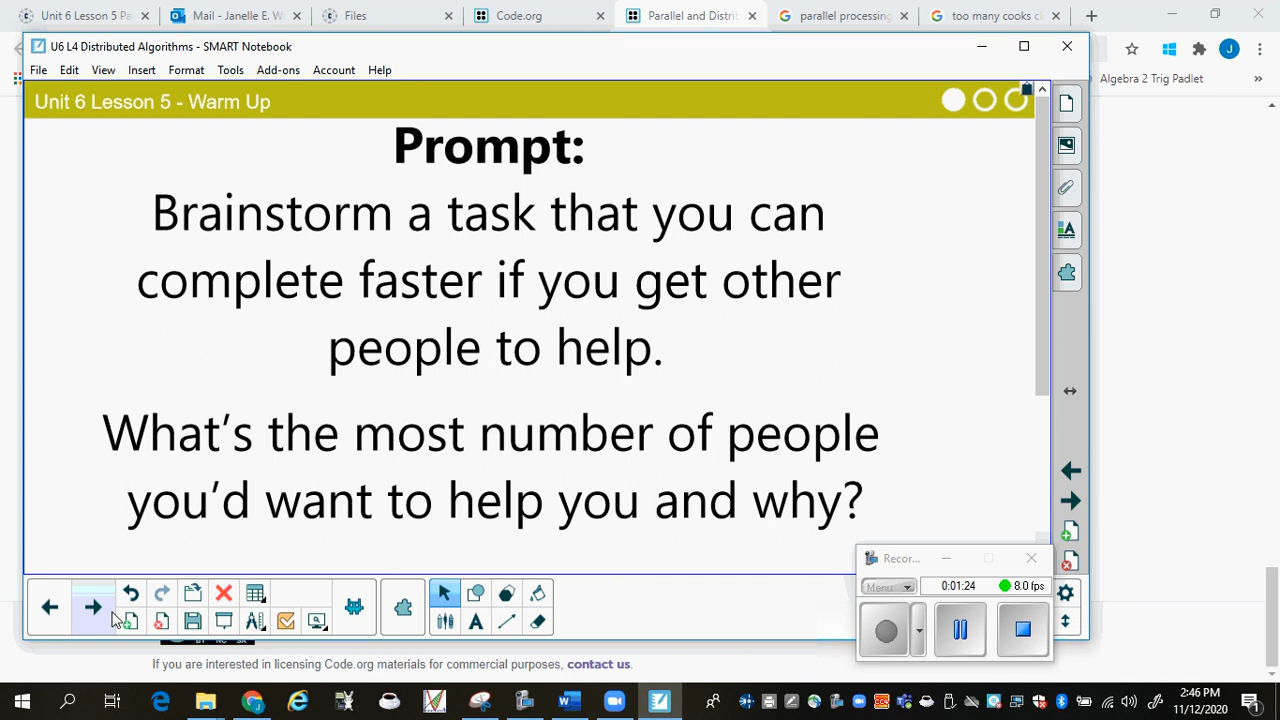 Unit 6 Lesson 5 Pa
Mail - Janelle E. W
Files
Code.org
Parallel and Distri
parallel processing
too many cooks c
U6 L4 Distributed Algorithms - SMART Notebook
File Edit View Insert Format Tools Add-ons Account Help
J
Algebra 2 Trig Padlet
»
Unit 6 Lesson 5 - Warm Up
Prompt:
Brainstorm a task that you can
complete faster if you get other
people to help.
What's the most number of people
you'd want to help you and why?
Recor...
Menu
0:01:24
8.0 fps
If you are interested in licensing Code.org materials for commercial purposes, contact us.
2:46 PM
11/12/2020